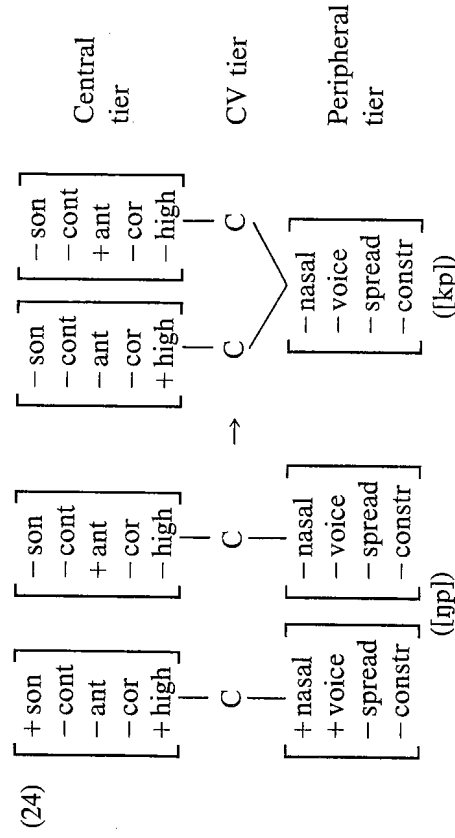 (24)
+ son − son − son − son
− cont − cont − cont − cont Central
− ant + ant − ant + ant tier
− cor − cor − cor − cor
+ high − high + high − high
C C → C C CV tier
+ nasal − nasal − nasal
+ voice − voice − voice Peripheral
− spread − spread − spread tier
− constr − constr − constr
([ŋp]) ([kp])